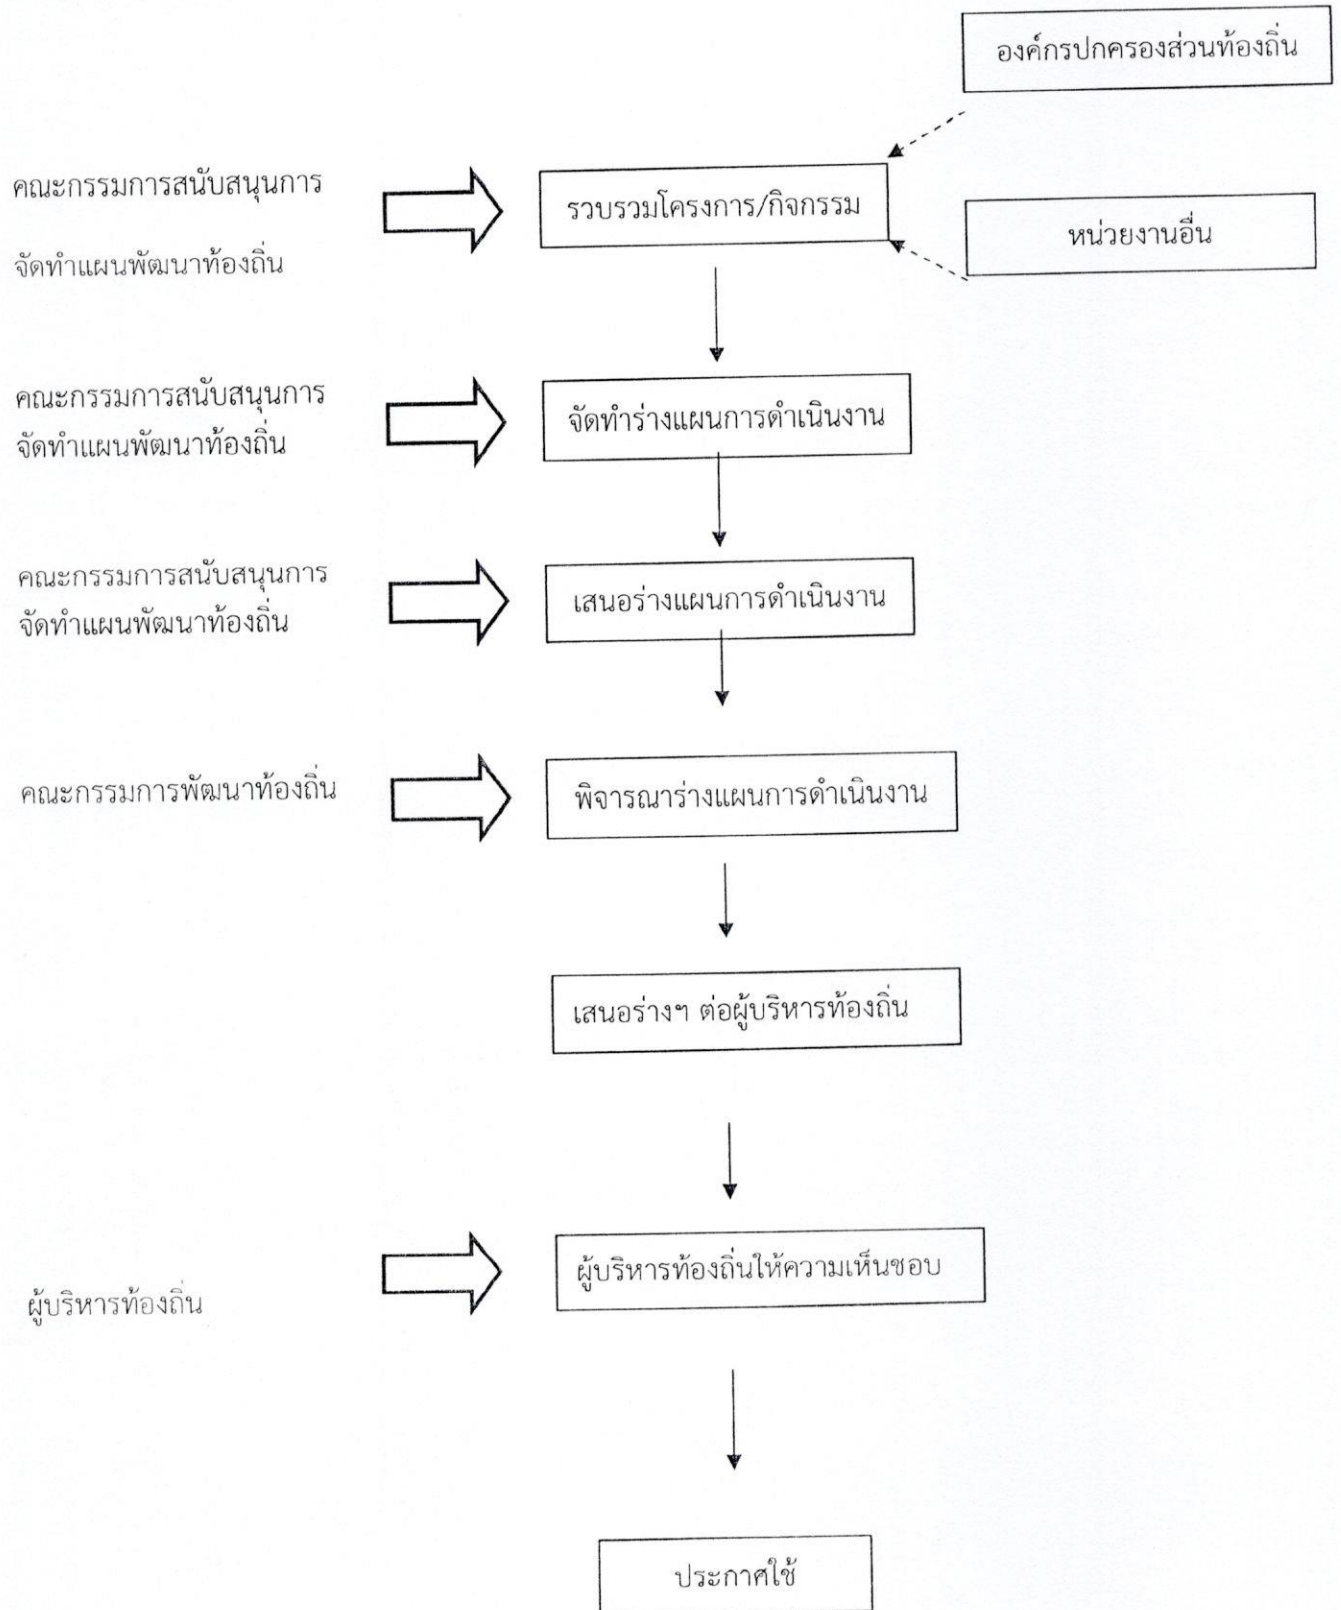 องค์กรปกครองส่วนท้องถิ่น
คณะกรรมการสนับสนุนการ
จัดทำแผนพัฒนาท้องถิ่น
รวบรวมโครงการ/กิจกรรม
หน่วยงานอื่น
คณะกรรมการสนับสนุนการ
จัดทำแผนพัฒนาท้องถิ่น
จัดทำร่างแผนการดำเนินงาน
คณะกรรมการสนับสนุนการ
จัดทำแผนพัฒนาท้องถิ่น
เสนอร่างแผนการดำเนินงาน
คณะกรรมการพัฒนาท้องถิ่น
พิจารณาร่างแผนการดำเนินงาน
เสนอร่างฯ ต่อผู้บริหารท้องถิ่น
ผู้บริหารท้องถิ่น
ผู้บริหารท้องถิ่นให้ความเห็นชอบ
ประกาศใช้